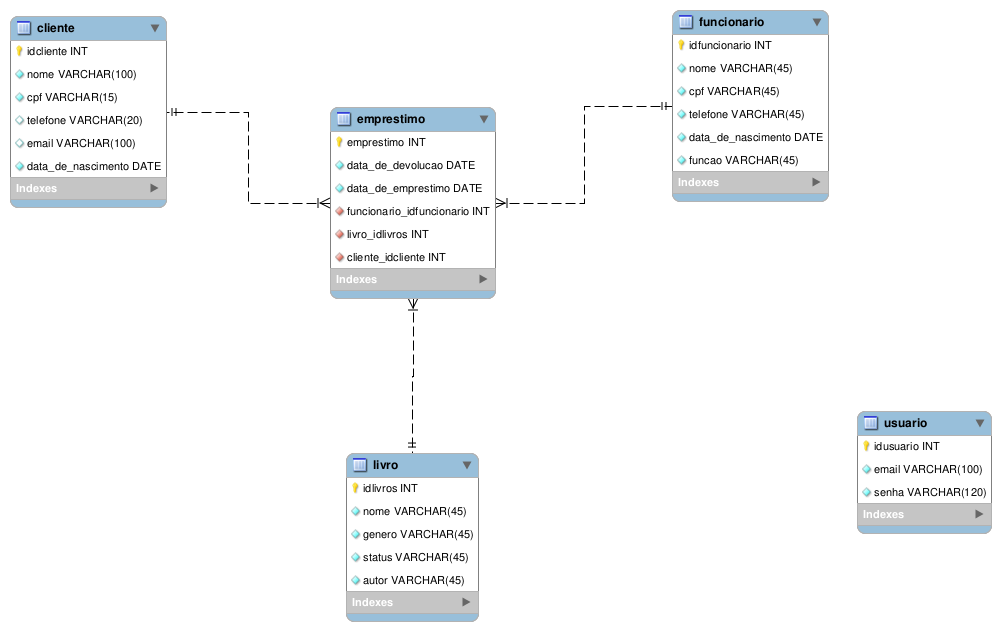 cliente
idcliente INT
nome VARCHAR(100)
cpf VARCHAR(15)
telefone VARCHAR(20)
email VARCHAR(100)
data_de_nascimento DATE
Indexes
funcionario
idfuncionario INT
nome VARCHAR(45)
cpf VARCHAR(45)
telefone VARCHAR(45)
data_de_nascimento DATE
funcao VARCHAR(45)
Indexes
emprestimo
emprestimo INT
data_de_devolucao DATE
data_de_emprestimo DATE
funcionario_idfuncionario INT
livro_idlivros INT
cliente_idcliente INT
Indexes
livro
idlivros INT
nome VARCHAR(45)
genero VARCHAR(45)
status VARCHAR(45)
autor VARCHAR(45)
Indexes
usuario
idusuario INT
email VARCHAR(100)
senha VARCHAR(120)
Indexes